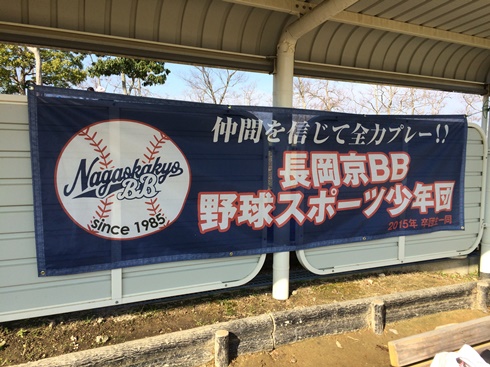 Nagaokakyo
BB
since 1985
仲間を信じて全力プレー!!
長岡京BB
野球スポーツ少年団
2015年 卒団生一同